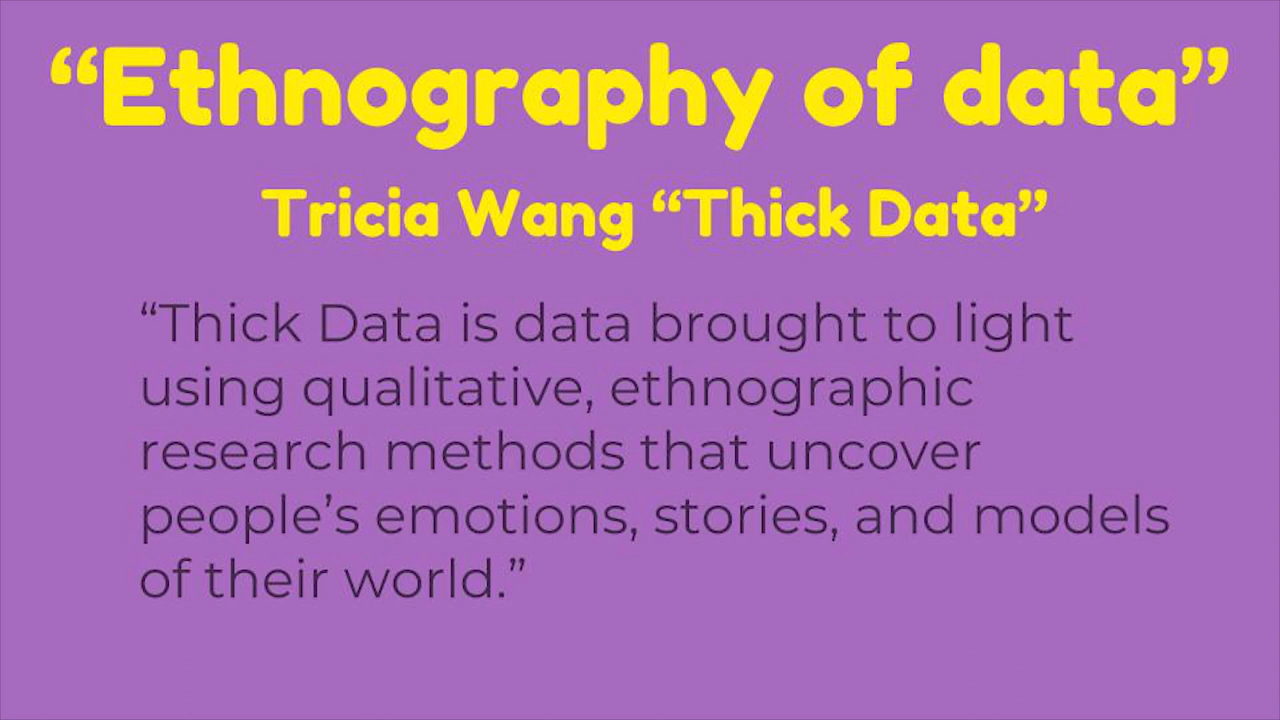 “Ethnography of data”
Tricia Wang “Thick Data”
“Thick Data is data brought to light
using qualitative, ethnographic
research methods that uncover
people’s emotions, stories, and models
of their world.”